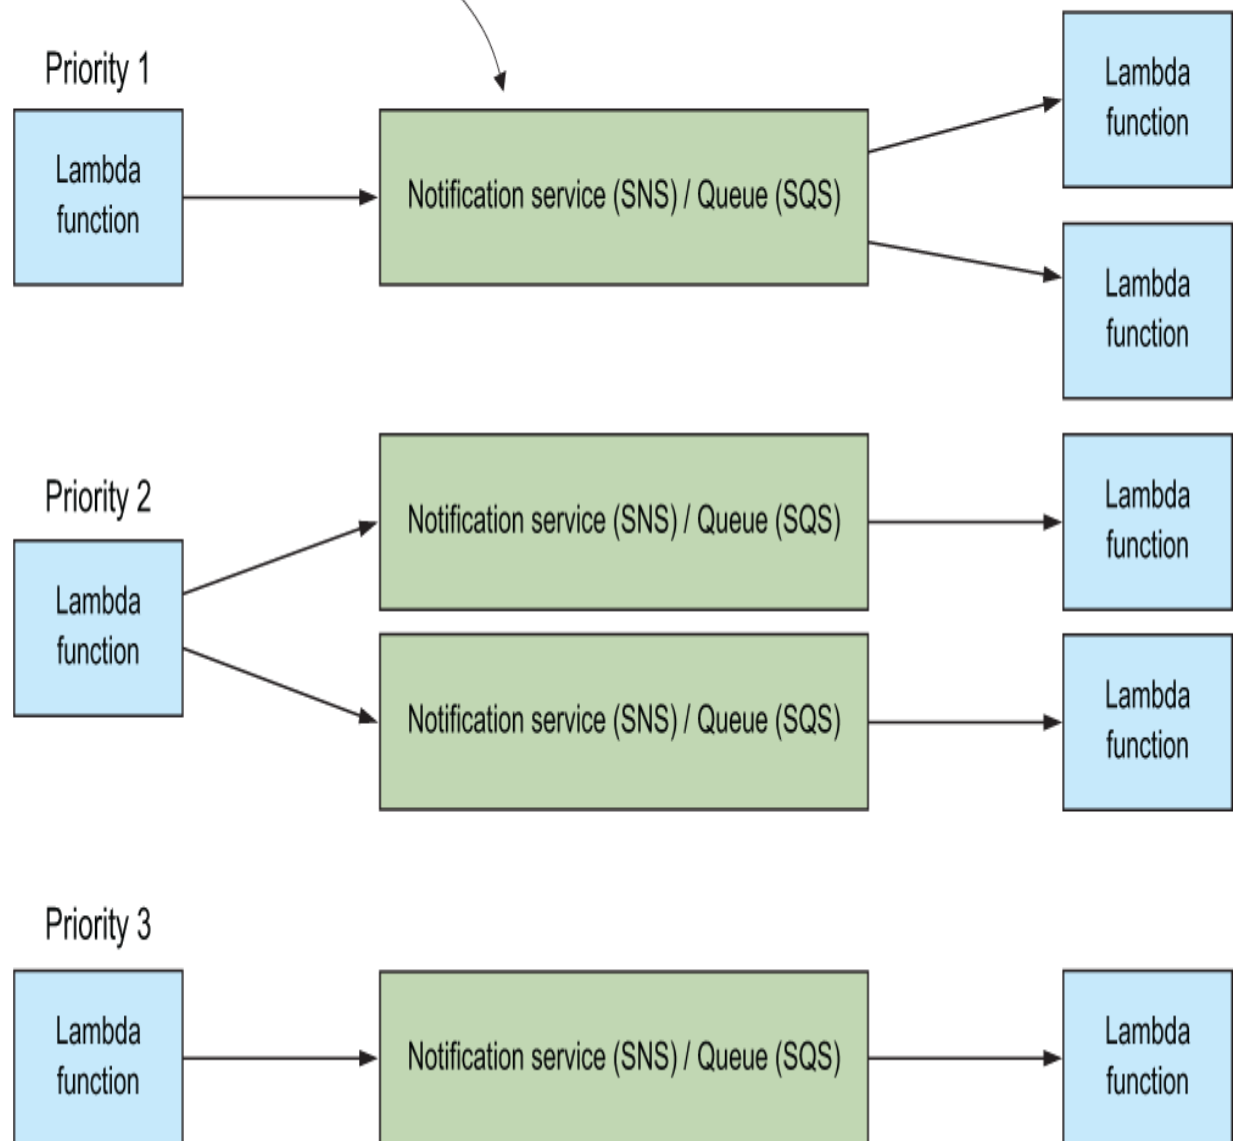 Priority 1
Lambda
function
Notification service (SNS) / Queue (SQS)
Lambda
function
Lambda
function
Priority 2
Lambda
function
Notification service (SNS) / Queue (SQS)
Lambda
function
Notification service (SNS) / Queue (SQS)
Lambda
function
Priority 3
Lambda
function
Notification service (SNS) / Queue (SQS)
Lambda
function